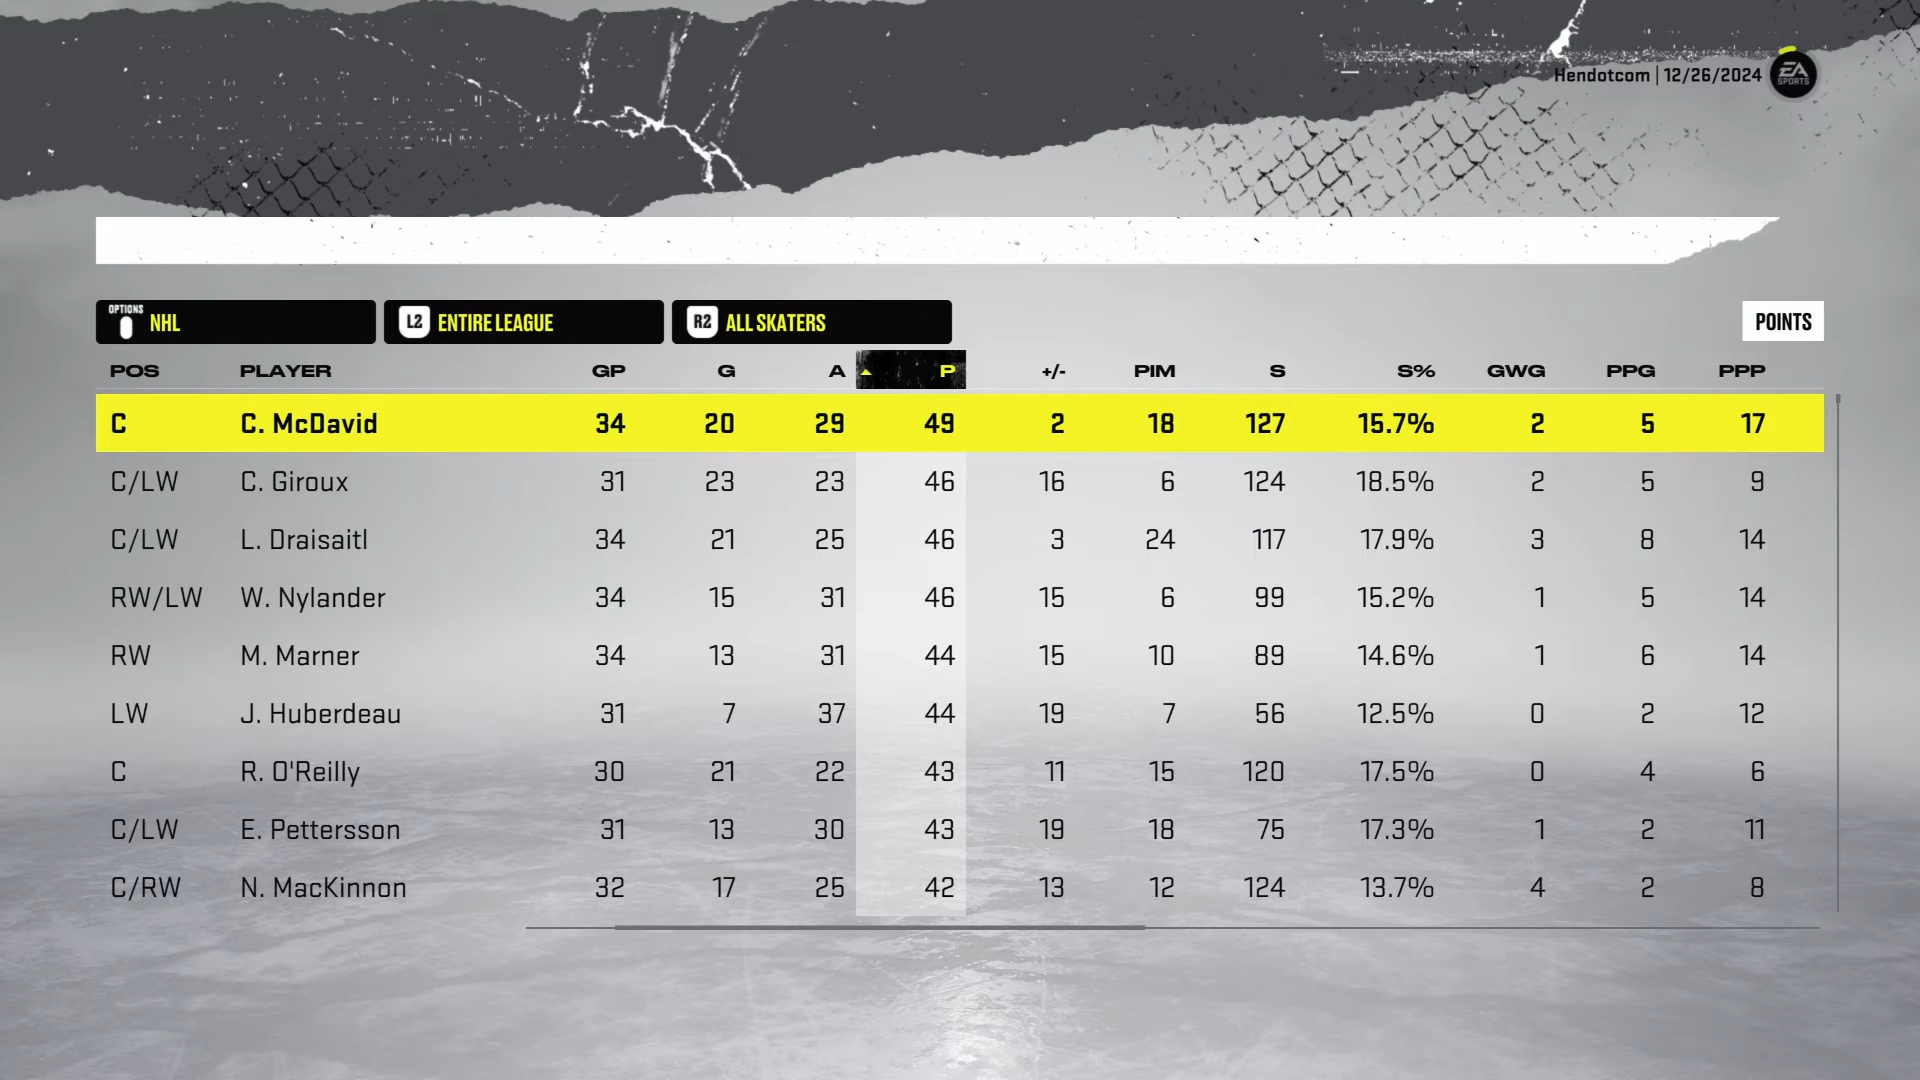 Hendotcom | 12/26/2024
EA SPORTS
OPTIONS NHL L2 ENTIRE LEAGUE R2 ALL SKATERS POINTS
POS PLAYER GP G A P +/- PIM S S% GWG PPG PPP
C C. McDavid 34 20 29 49 2 18 127 15.7% 2 5 17
C/LW C. Giroux 31 23 23 46 16 6 124 18.5% 2 5 9
C/LW L. Draisaitl 34 21 25 46 3 24 117 17.9% 3 8 14
RW/LW W. Nylander 34 15 31 46 15 6 99 15.2% 1 5 14
RW M. Marner 34 13 31 44 15 10 89 14.6% 1 6 14
LW J. Huberdeau 31 7 37 44 19 7 56 12.5% 0 2 12
C R. O'Reilly 30 21 22 43 11 15 120 17.5% 0 4 6
C/LW E. Pettersson 31 13 30 43 19 18 75 17.3% 1 2 11
C/RW N. MacKinnon 32 17 25 42 13 12 124 13.7% 4 2 8